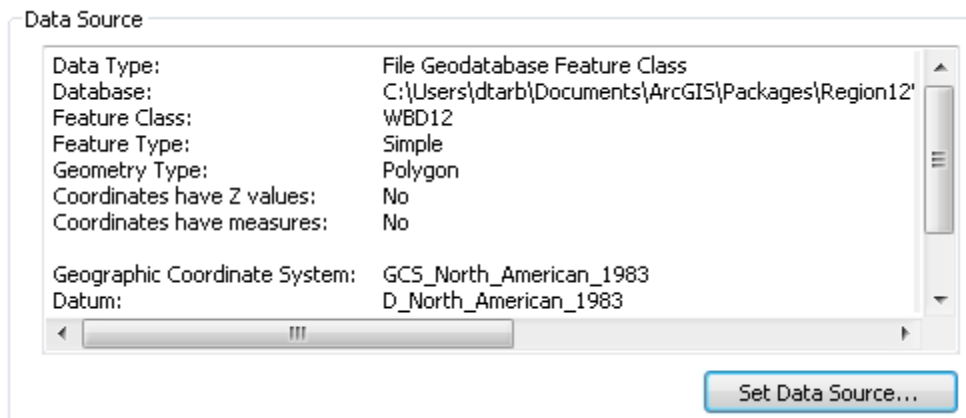 Data Source
Data Type: File Geodatabase Feature Class
Database: C:\Users\dtarb\Documents\ArcGIS\Packages\Region12
Feature Class: WBD12
Feature Type: Simple
Geometry Type: Polygon
Coordinates have Z values: No
Coordinates have measures: No
Geographic Coordinate System: GCS_North_American_1983
Datum: D_North_American_1983
Set Data Source...